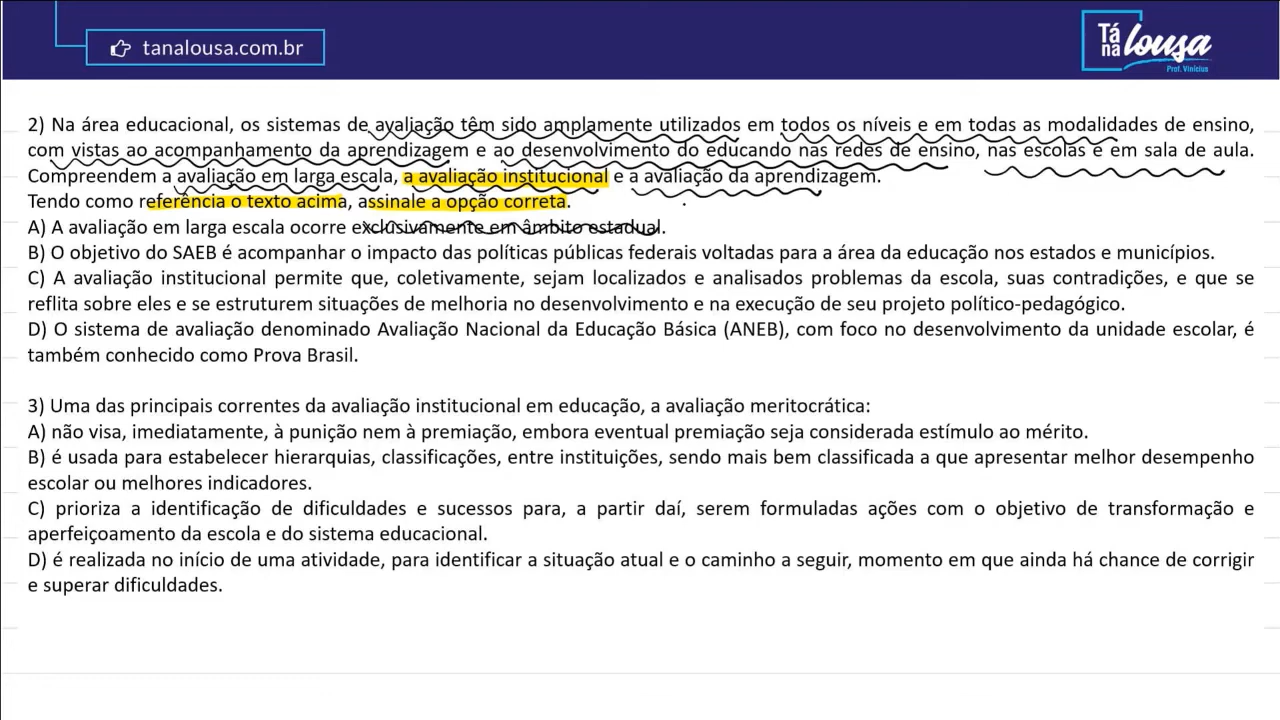 tanalousa.com.br
Tá na lousa
Prof. Vinícius
2) Na área educacional, os sistemas de avaliação têm sido amplamente utilizados em todos os níveis e em todas as modalidades de ensino,
com vistas ao acompanhamento da aprendizagem e ao desenvolvimento do educando nas redes de ensino, nas escolas e em sala de aula.
Compreendem a avaliação em larga escala, a avaliação institucional e a avaliação da aprendizagem.
Tendo como referência o texto acima, assinale a opção correta.
A) A avaliação em larga escala ocorre exclusivamente em âmbito estadual.
B) O objetivo do SAEB é acompanhar o impacto das políticas públicas federais voltadas para a área da educação nos estados e municípios.
C) A avaliação institucional permite que, coletivamente, sejam localizados e analisados problemas da escola, suas contradições, e que se
reflita sobre eles e se estruturem situações de melhoria no desenvolvimento e na execução de seu projeto político-pedagógico.
D) O sistema de avaliação denominado Avaliação Nacional da Educação Básica (ANEB), com foco no desenvolvimento da unidade escolar, é
também conhecido como Prova Brasil.
3) Uma das principais correntes da avaliação institucional em educação, a avaliação meritocrática:
A) não visa, imediatamente, à punição nem à premiação, embora eventual premiação seja considerada estímulo ao mérito.
B) é usada para estabelecer hierarquias, classificações, entre instituições, sendo mais bem classificada a que apresentar melhor desempenho
escolar ou melhores indicadores.
C) prioriza a identificação de dificuldades e sucessos para, a partir daí, serem formuladas ações com o objetivo de transformação e
aperfeiçoamento da escola e do sistema educacional.
D) é realizada no início de uma atividade, para identificar a situação atual e o caminho a seguir, momento em que ainda há chance de corrigir
e superar dificuldades.